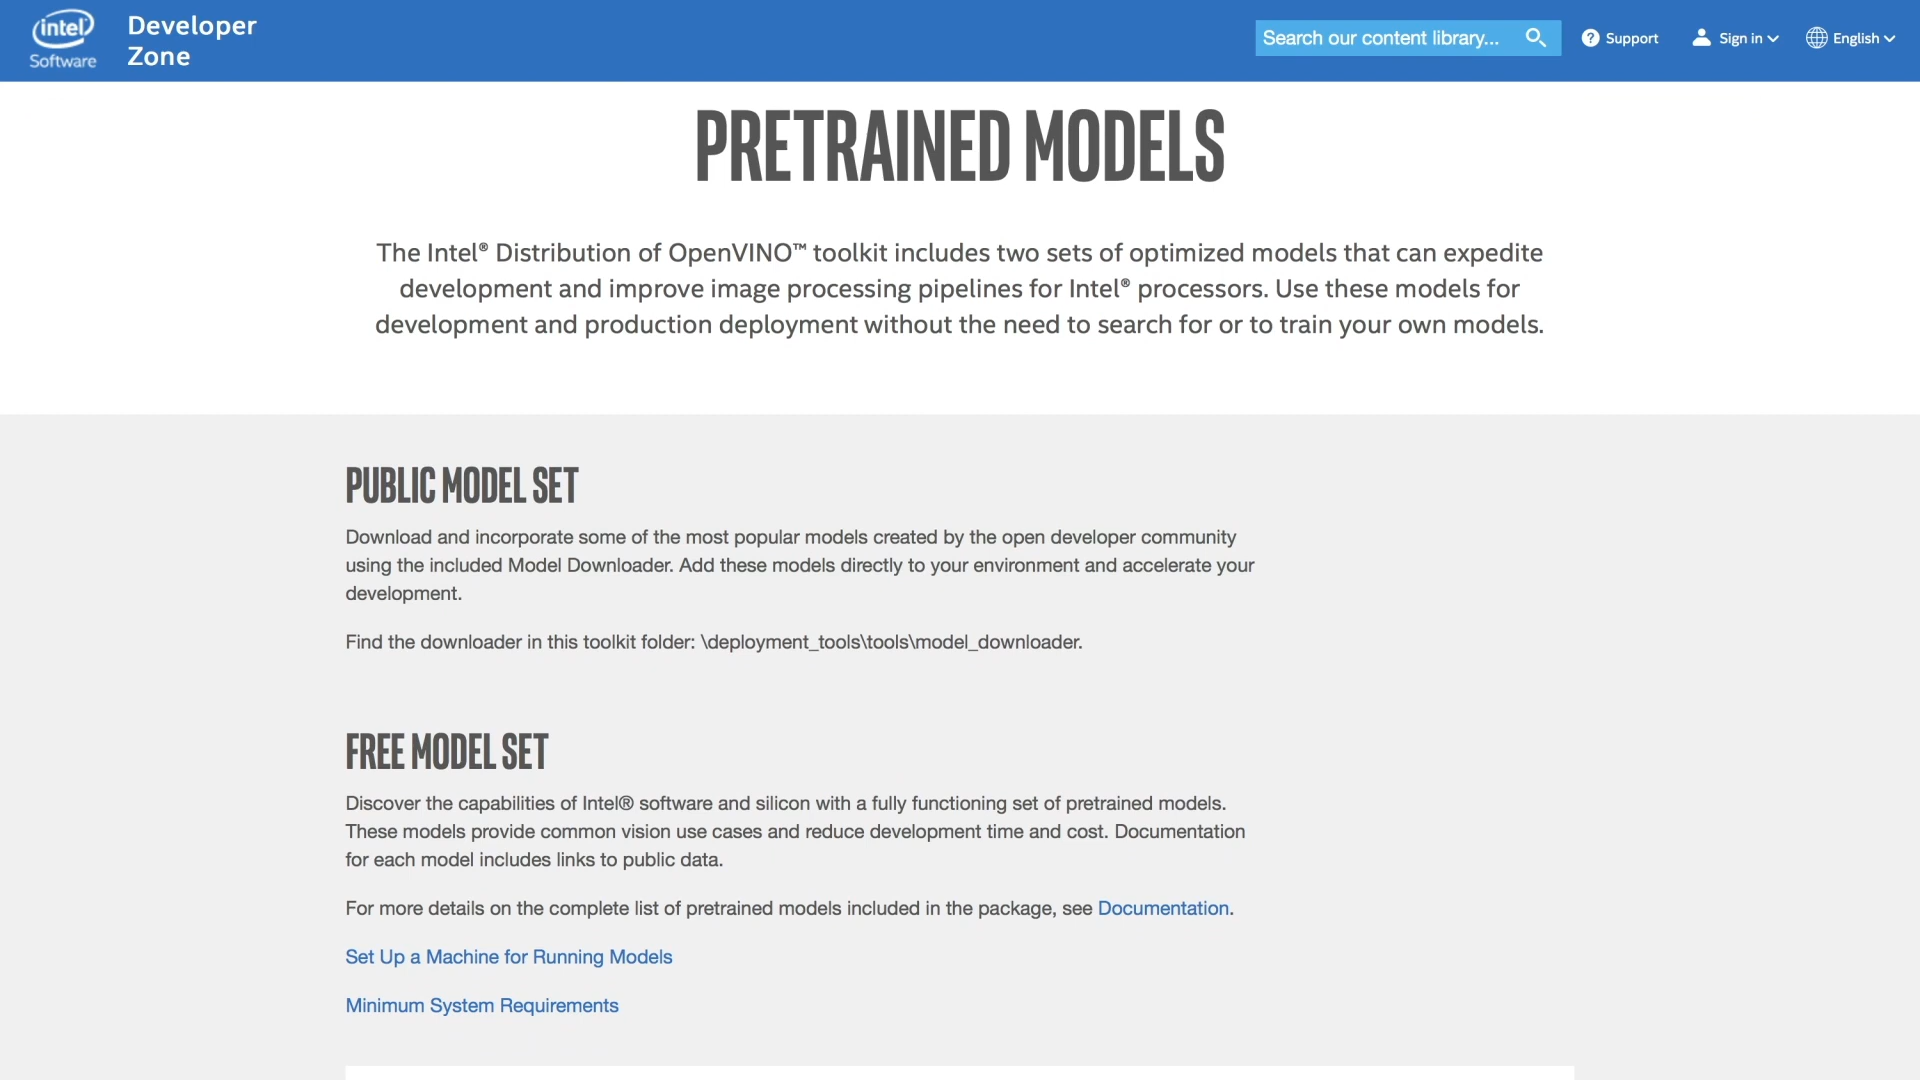 intel
Software
Developer
Zone
Search our content library...
Support
Sign in
English
PRETRAINED MODELS
The Intel® Distribution of OpenVINO™ toolkit includes two sets of optimized models that can expedite
development and improve image processing pipelines for Intel® processors. Use these models for
development and production deployment without the need to search for or to train your own models.
PUBLIC MODEL SET
Download and incorporate some of the most popular models created by the open developer community
using the included Model Downloader. Add these models directly to your environment and accelerate your
development.
Find the downloader in this toolkit folder: \deployment_tools\tools\model_downloader.
FREE MODEL SET
Discover the capabilities of Intel® software and silicon with a fully functioning set of pretrained models.
These models provide common vision use cases and reduce development time and cost. Documentation
for each model includes links to public data.
For more details on the complete list of pretrained models included in the package, see Documentation.
Set Up a Machine for Running Models
Minimum System Requirements